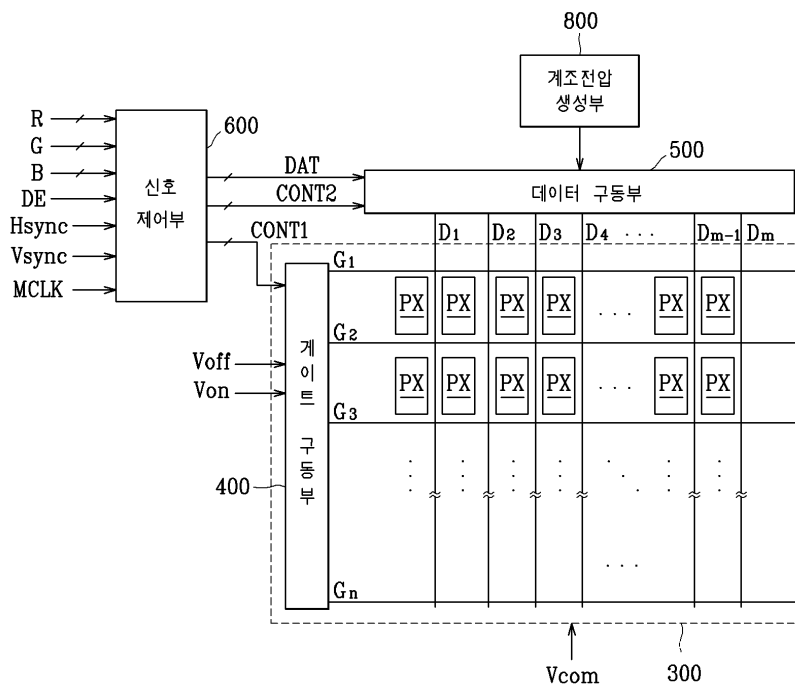 800
계조전압
생성부
R
G
B
DE
Hsync
Vsync
MCLK
600
신호
제어부
DAT
CONT2
CONT1
500
데이터 구동부
D1 D2 D3 D4 . . . Dm-1 Dm
G1
PX PX PX PX . . . PX PX
G2
PX PX PX PX . . . PX PX
G3
Voff
Von
게이트 구동부
400
Gn
Vcom
300